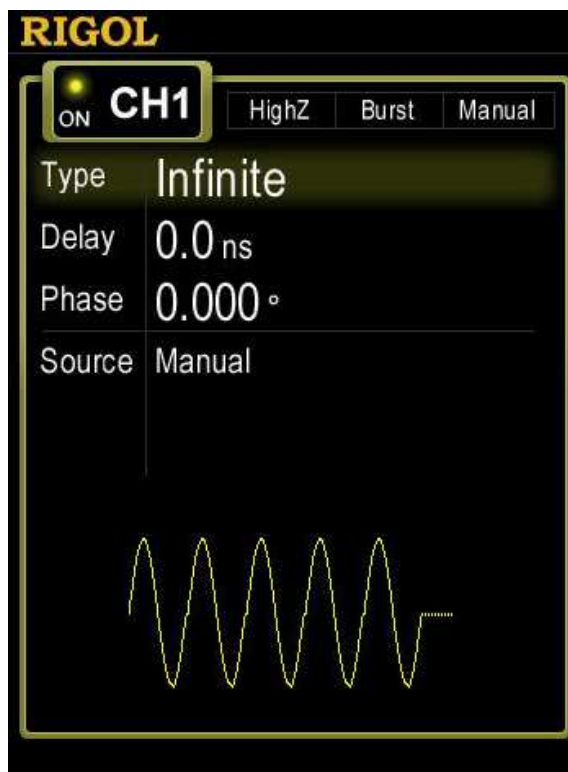 RIGOL
ON CH1 HighZ Burst Manual
Type Infinite
Delay 0.0 ns
Phase 0.000 °
Source Manual